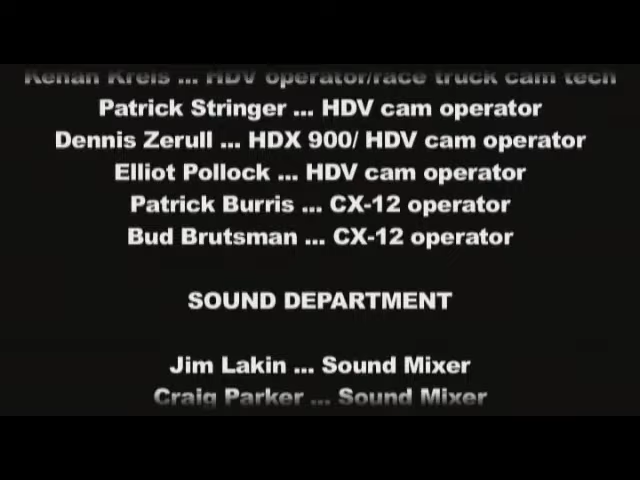 Kenan Kreis ... HDV operator/race truck cam tech
Patrick Stringer ... HDV cam operator
Dennis Zerull ... HDX 900/ HDV cam operator
Elliot Pollock ... HDV cam operator
Patrick Burris ... CX-12 operator
Bud Brutsman ... CX-12 operator
SOUND DEPARTMENT
Jim Lakin ... Sound Mixer
Craig Parker ... Sound Mixer